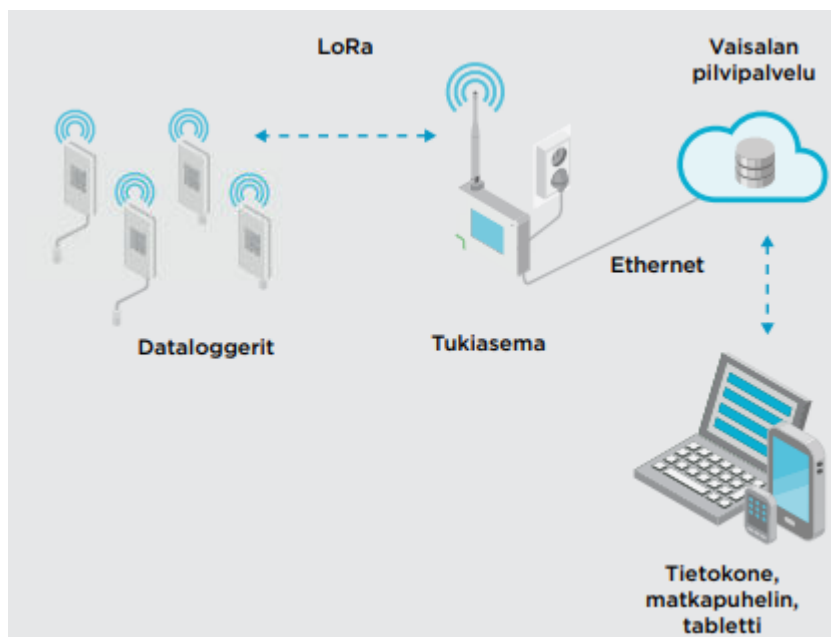 LoRa
Vaisalan
pilvipalvelu
Ethernet
Dataloggerit
Tukiasema
Tietokone,
matkapuhelin,
tabletti